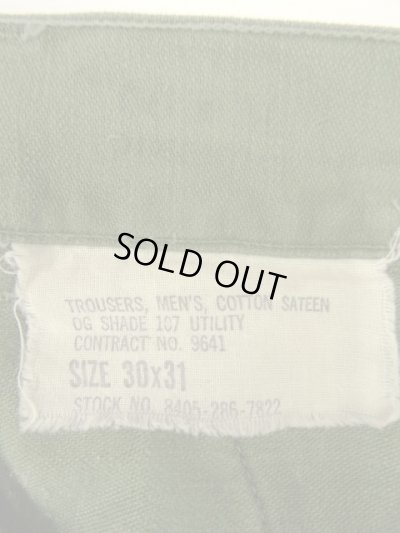 SOLD OUT
TROUSERS, MEN'S, COTTON SATEEN
OG SHADE 107 UTILITY
CONTRACT NO. 9641
SIZE 30x31
STOCK NO. 8405-286-7822